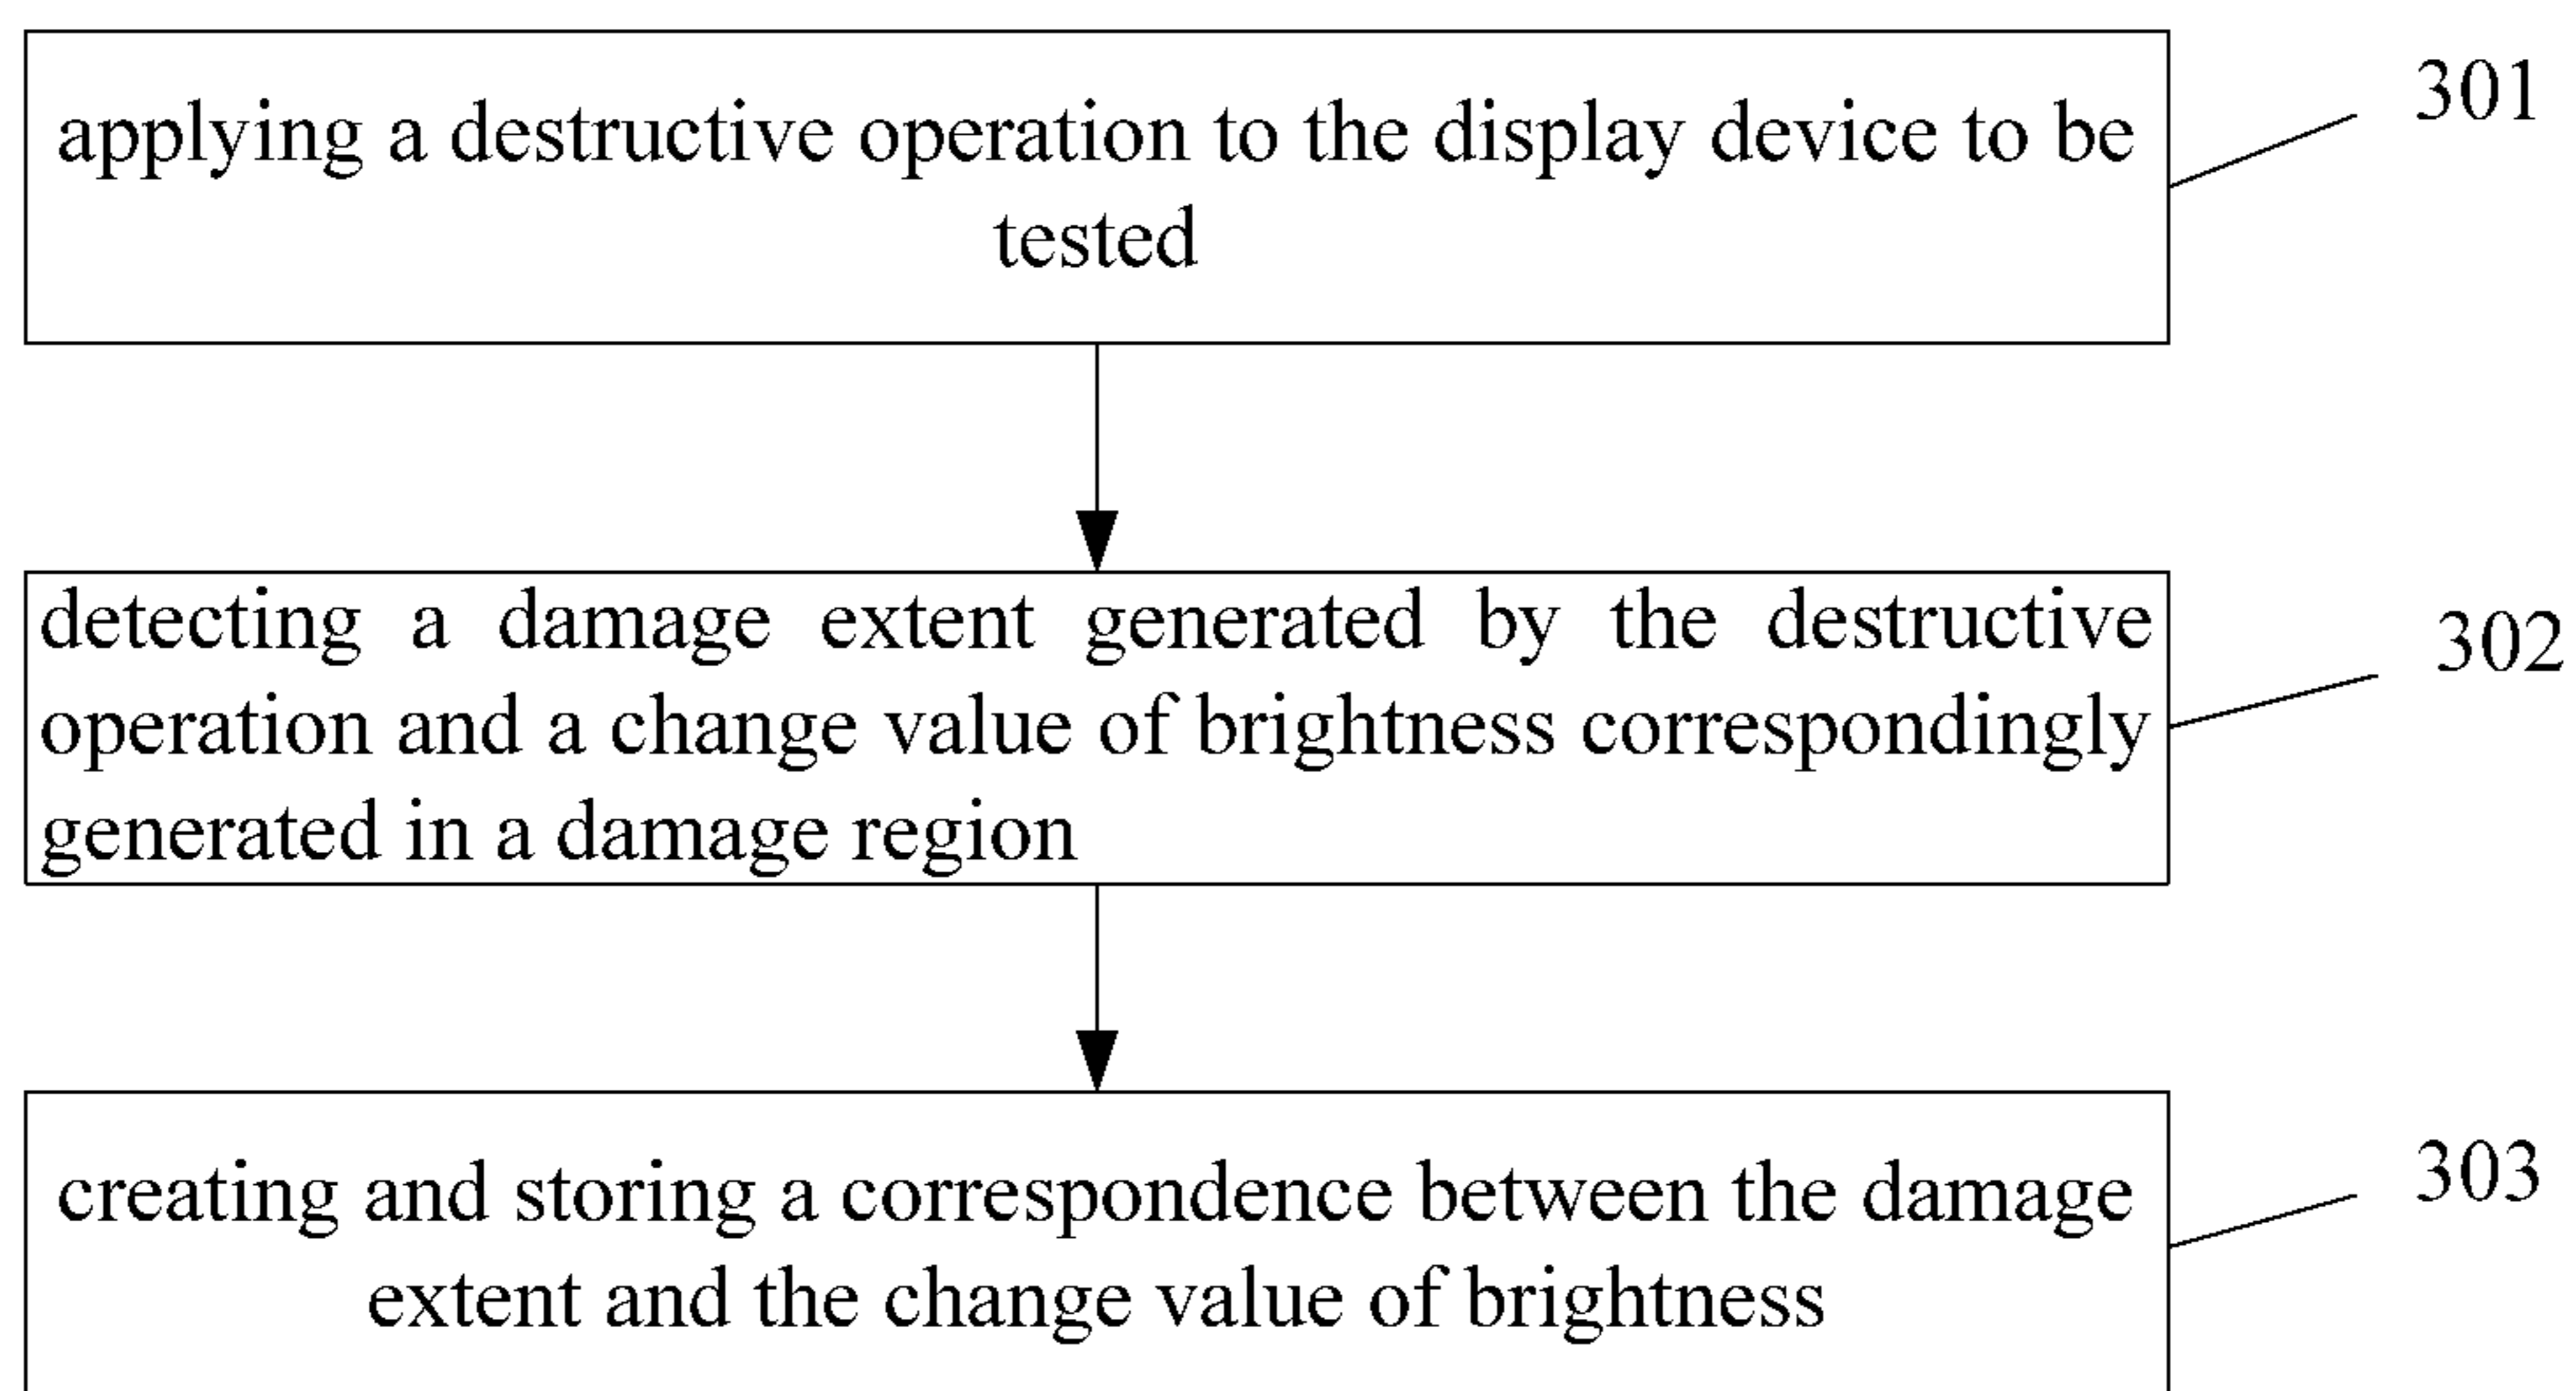 applying a destructive operation to the display device to be
tested
301
detecting a damage extent generated by the destructive
operation and a change value of brightness correspondingly
generated in a damage region
302
creating and storing a correspondence between the damage
extent and the change value of brightness
303